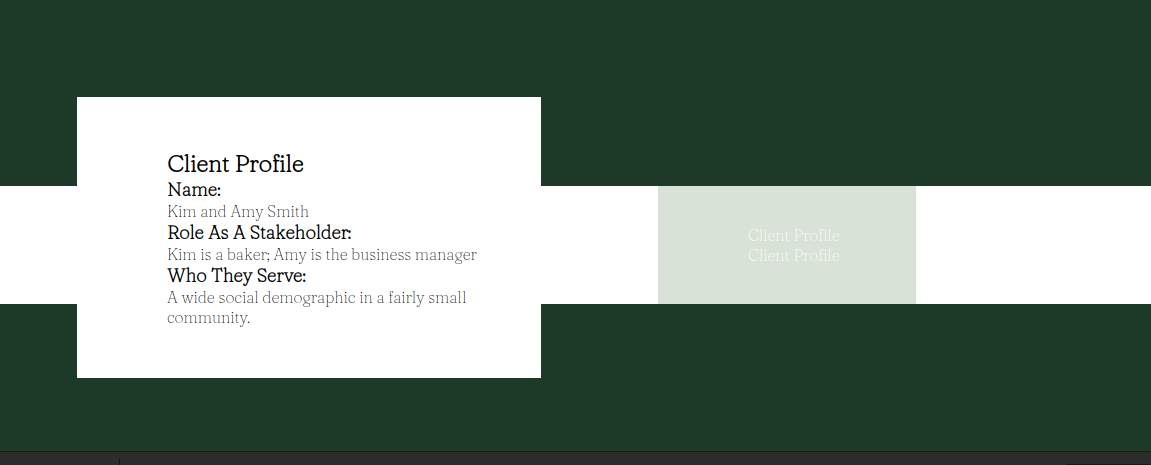 Client Profile
Name:
Kim and Amy Smith
Role As A Stakeholder:
Kim is a baker; Amy is the business manager
Who They Serve:
A wide social demographic in a fairly small
community.
Client Profile
Client Profile